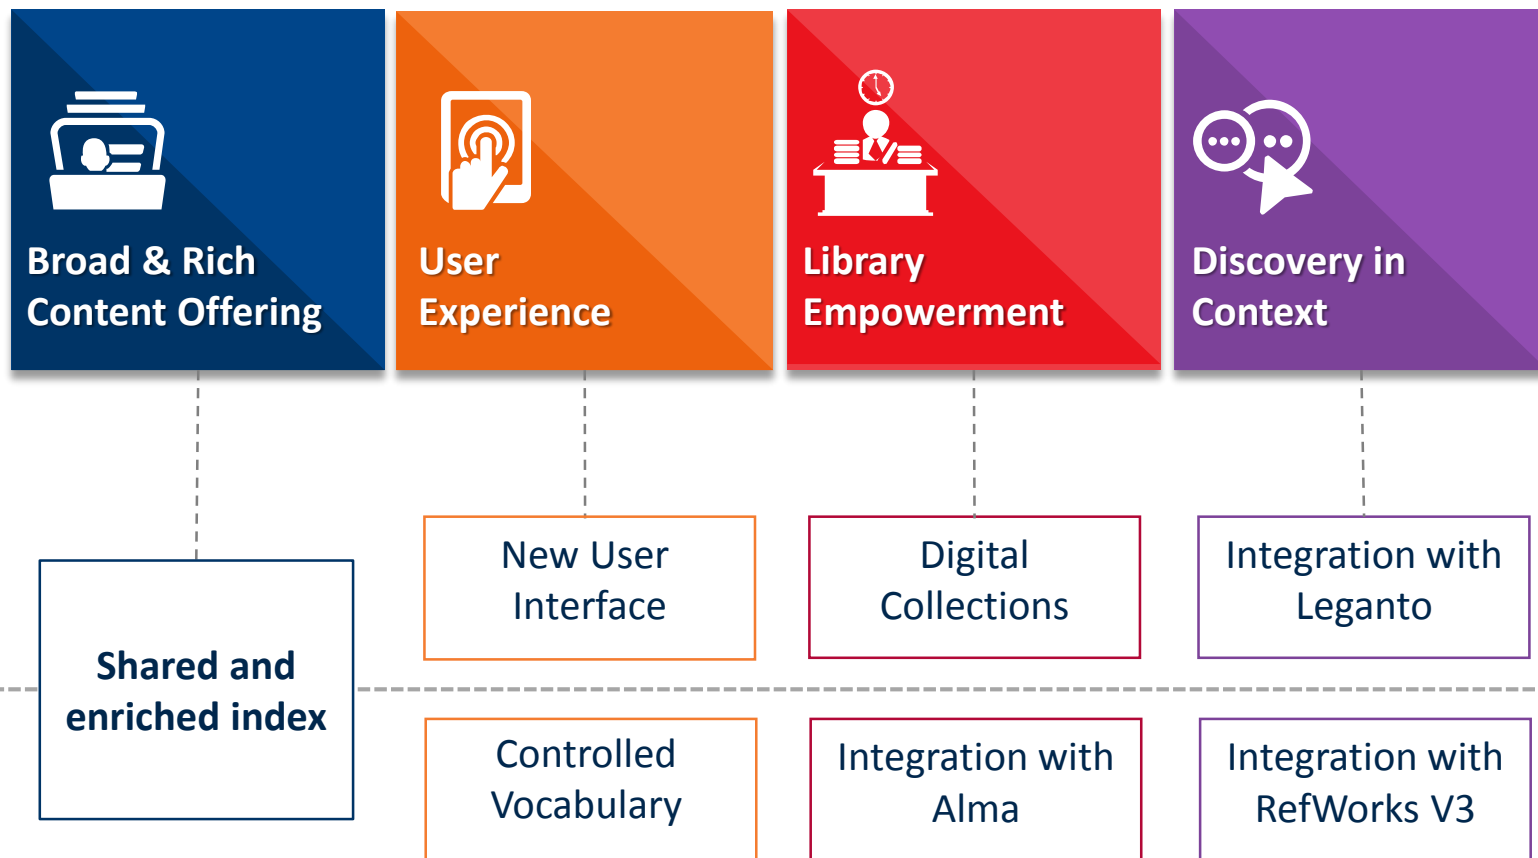 Broad & Rich
Content Offering
User
Experience
Library
Empowerment
Discovery in
Context
Shared and
enriched index
New User
Interface
Digital
Collections
Integration with
Leganto
Controlled
Vocabulary
Integration with
Alma
Integration with
RefWorks V3